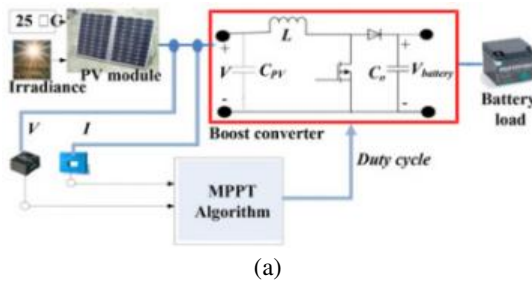 25 □G
Irradiance
PV module
+
V
-
C_PV
L
C_o
+
V_battery
-
Battery
load
Boost converter
V
I
MPPT
Algorithm
Duty cycle
(a)